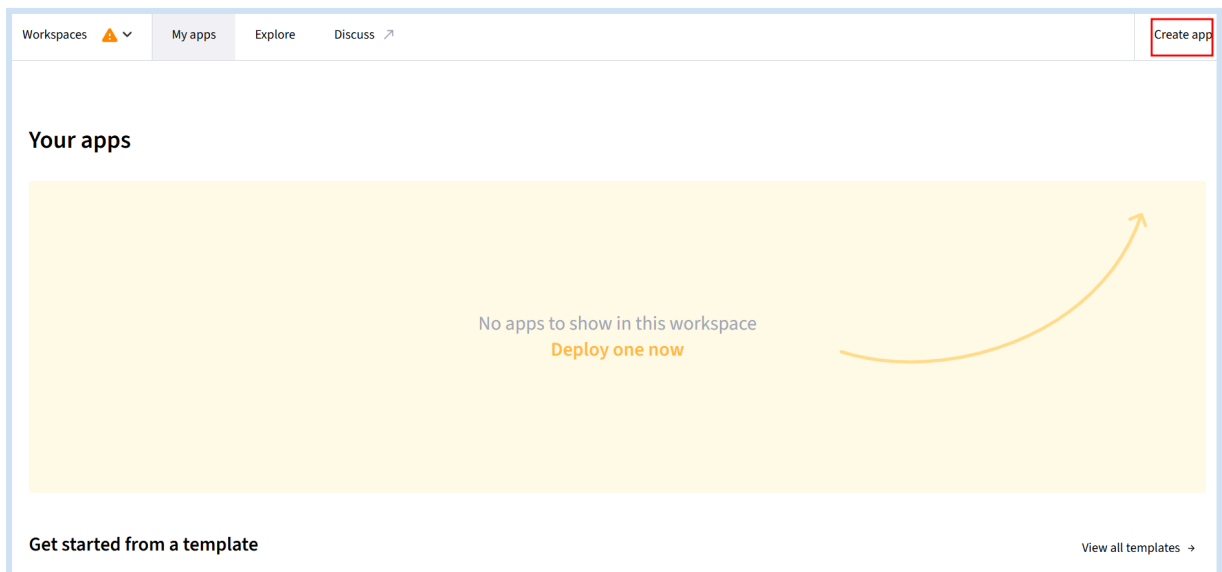 Workspaces My apps Explore Discuss ↗ Create app
Your apps
No apps to show in this workspace
Deploy one now
Get started from a template View all templates →